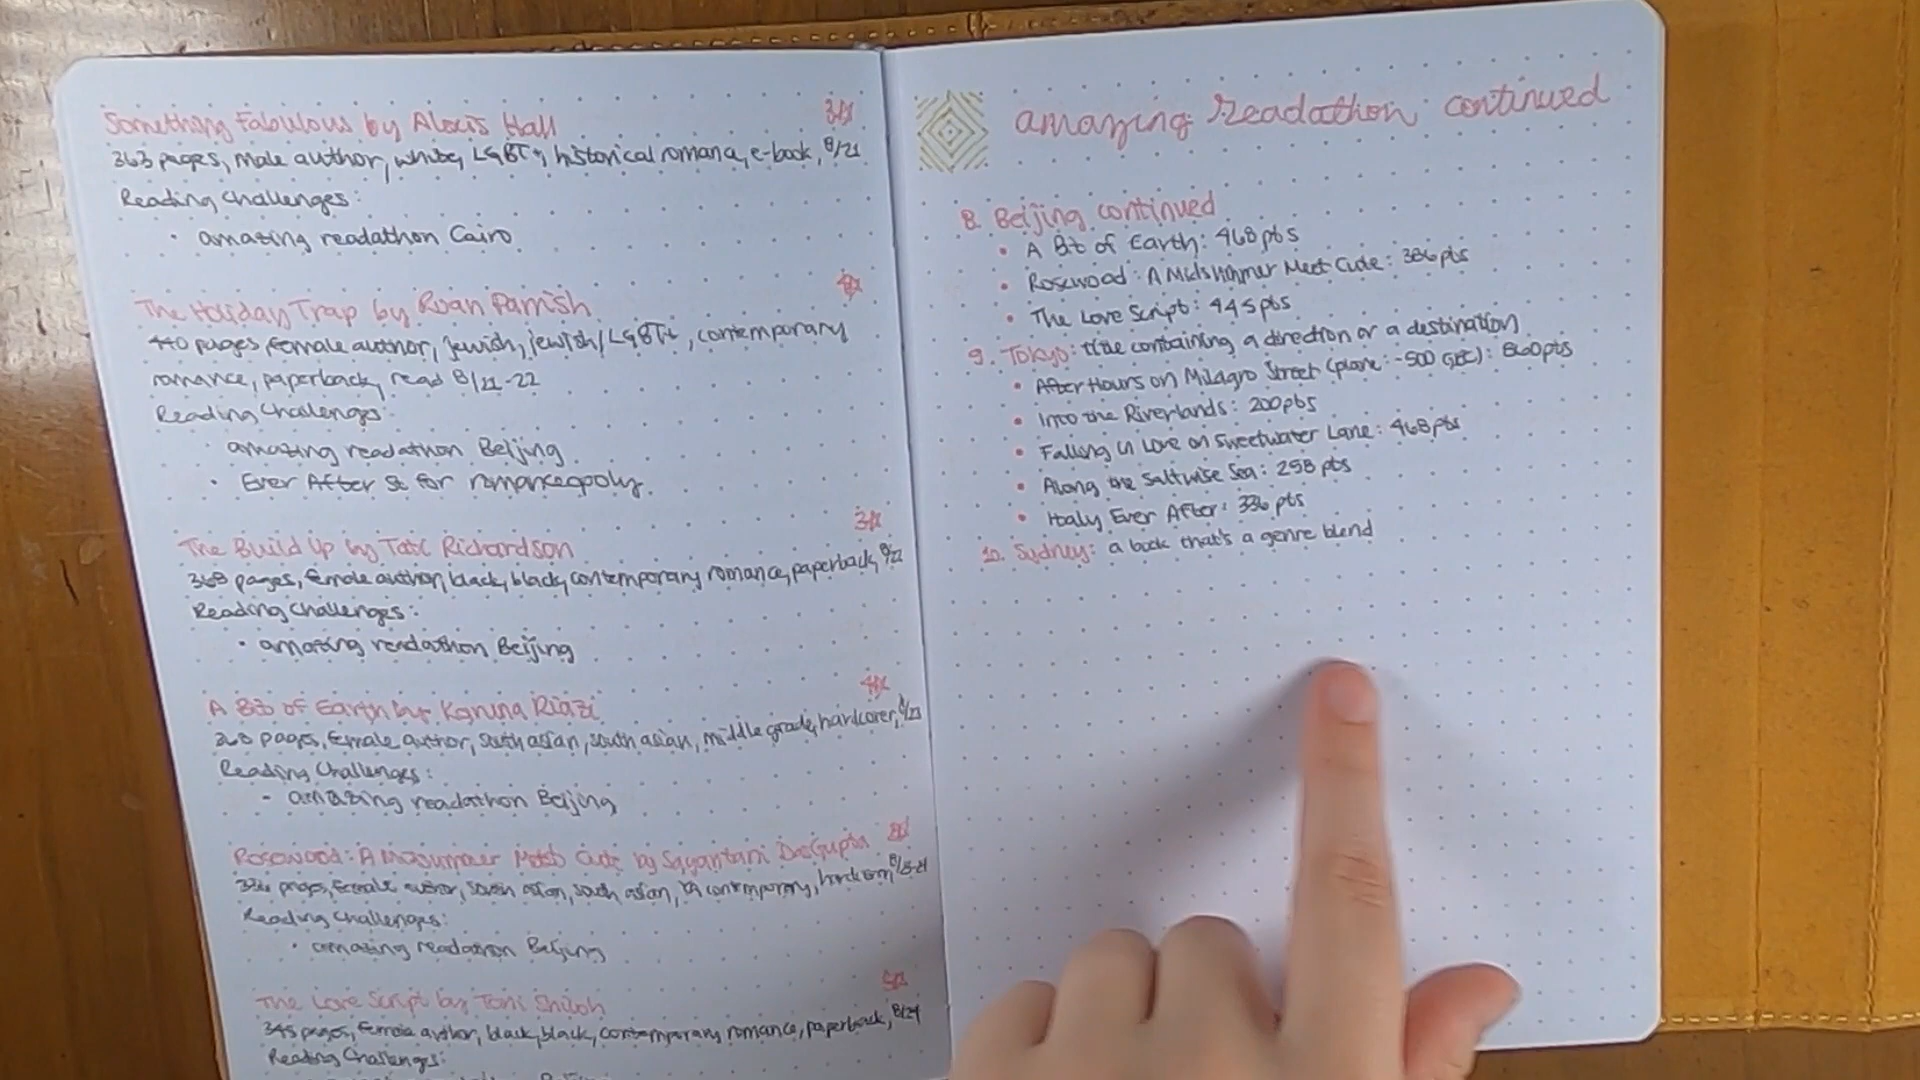 Something Fabulous by Alexis Hall 3☆
363 pages, male author, white, LGBT+, historical romance, e-book, 8/21
Reading Challenges:
• amazing readathon Cairo
The Holiday Trap by Roan Parrish
440 pages, female author, jewish, jewish/LGBT+, contemporary
romance, paperback, read 8/21-22
Reading Challenges:
• amazing readathon Beijing
• Ever After St for romanceopoly
The Build Up by Tati Richardson 3☆
368 pages, female author, black, black, contemporary romance, paperback, 8/22
Reading Challenges:
• amazing readathon Beijing
A Bit of Earth by Karuna Riazi 4☆
368 pages, female author, south asian, south asian, middle grade, hardcover, 8/23
Reading Challenges:
- amazing readathon Beijing
Rosewood: A Midsummer Meet Cute by Sayantani DasGupta
pages, female author, south asian, south asian, YA contemporary, hardcover,
Reading Challenges:
• amazing readathon Beijing
The Love Script by Toni Shiloh 5☆
345 pages, female author, black, black, contemporary romance, paperback, 8/24
Reading Challenges:
amazing readathon continued
8. Beijing continued
• A Bit of Earth: 468 pts
• Rosewood: A Midsummer Meet Cute: 386 pts
• The Love Script: 445 pts
9. Tokyo: title containing a direction or a destination
• After Hours on Milagro Street (plane: -500 GBC): 860 pts
• Into the Riverlands: 200 pts
• Falling in Love on Sweetwater Lane: 468 pts
• Along the Saltwise Sea: 258 pts
• Italy Ever After: 336 pts
10. Sydney: a book that's a genre blend